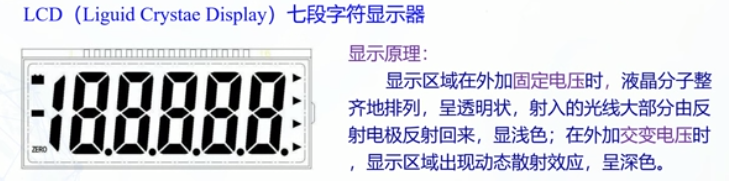 LCD（Liguid Crystae Display）七段字符显示器
显示原理：
显示区域在外加固定电压时，液晶分子整
齐地排列，呈透明状，射入的光线大部分由反
射电极反射回来，显浅色；在外加交变电压时
，显示区域出现动态散射效应，呈深色。
188888
ZERO